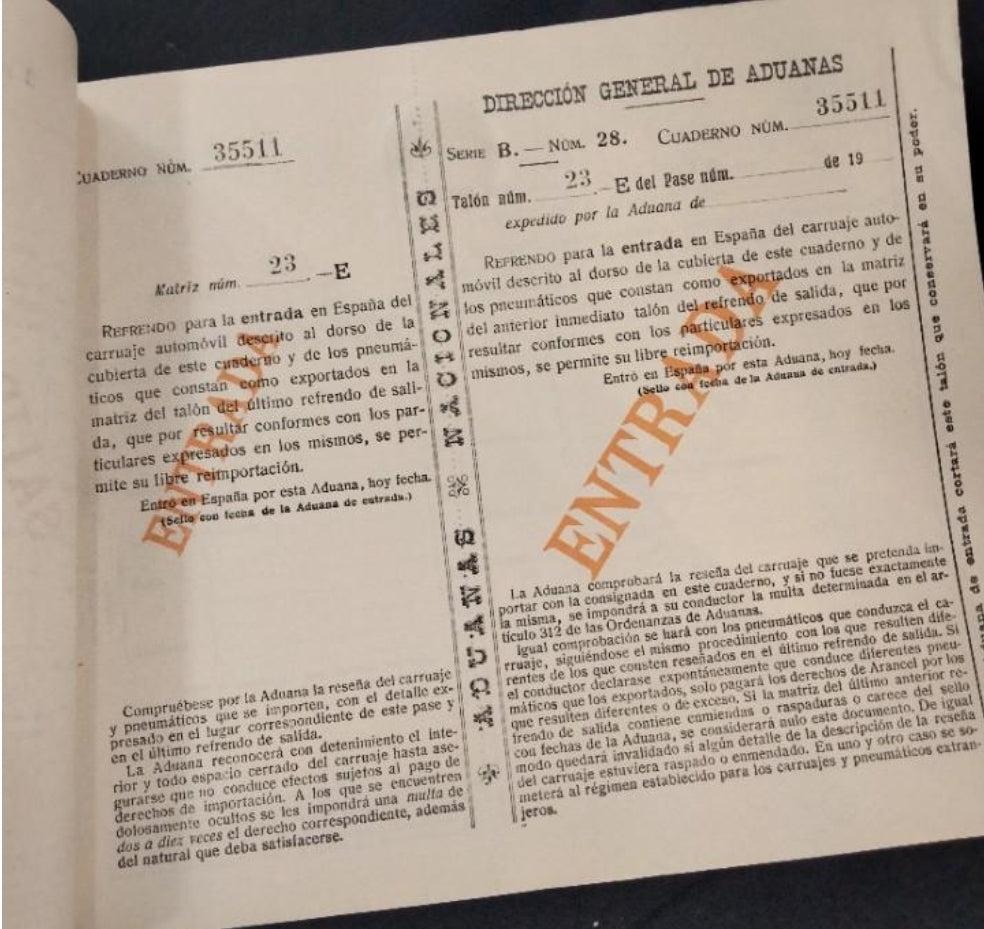 CUADERNO NÚM. 35511
Matriz núm. 23 —E
REFRENDO para la entrada en España del
carruaje automóvil descrito al dorso de la
cubierta de este cuaderno y de los pneumá-
ticos que constan como exportados en la
matriz del talón del último refrendo de sali-
da, que por resultar conformes con los par-
ticulares expresados en los mismos, se per-
mite su libre reimportación.
Entró en España por esta Aduana, hoy fecha.
(Sello con fecha de la Aduana de entrada.)
ENTRADA
Compruébese por la Aduana la reseña del carruaje
y pneumáticos que se importen, con el detalle ex-
presado en el lugar correspondiente de este pase y
en el último refrendo de salida.
La Aduana reconocerá con detenimiento el inte-
rior y todo espacio cerrado del carruaje hasta ase-
gurarse que no conduce efectos sujetos al pago de
derechos de importación. A los que se encuentren
dolosamente ocultos se les impondrá una multa de
dos a diez veces el derecho correspondiente, además
del natural que deba satisfacerse.
ADUANAS NACIONALES
DIRECCIÓN GENERAL DE ADUANAS
SERIE B. — NÚM. 28. CUADERNO NÚM. 35511
Talón núm. 23 —E del Pase núm. de 19
expedido por la Aduana de
REFRENDO para la entrada en España del carruaje auto-
móvil descrito al dorso de la cubierta de este cuaderno y de
los pneumáticos que constan como exportados en la matriz
del anterior inmediato talón del refrendo de salida, que por
resultar conformes con los particulares expresados en los
mismos, se permite su libre reimportación.
Entró en España por esta Aduana, hoy fecha.
(Sello con fecha de la Aduana de entrada.)
ENTRADA
La Aduana comprobará la reseña del carruaje que se pretenda im-
portar con la consignada en este cuaderno, y si no fuese exactamente
la misma, se impondrá a su conductor la multa determinada en el ar-
tículo 312 de las Ordenanzas de Aduanas.
Igual comprobación se hará con los pneumáticos que conduzca el ca-
rruaje, siguiéndose el mismo procedimiento con los que resulten dife-
rentes de los que consten reseñados en el último refrendo de salida. Si
el conductor declarase expontáneamente que conduce diferentes pneu-
máticos que los exportados, solo pagará los derechos de Arancel por los
que resulten diferentes o de exceso. Si la matriz del último anterior re-
frendo de salida contiene enmiendas o raspaduras o carece del sello
con fechas de la Aduana, se considerará nulo este documento. De igual
modo quedará invalidado si algún detalle de la descripción de la reseña
del carruaje estuviera raspado o enmendado. En uno y otro caso se so-
meterá al régimen establecido para los carruajes y pneumáticos extran-
jeros.
de entrada cortará este talón que conservará en su poder.